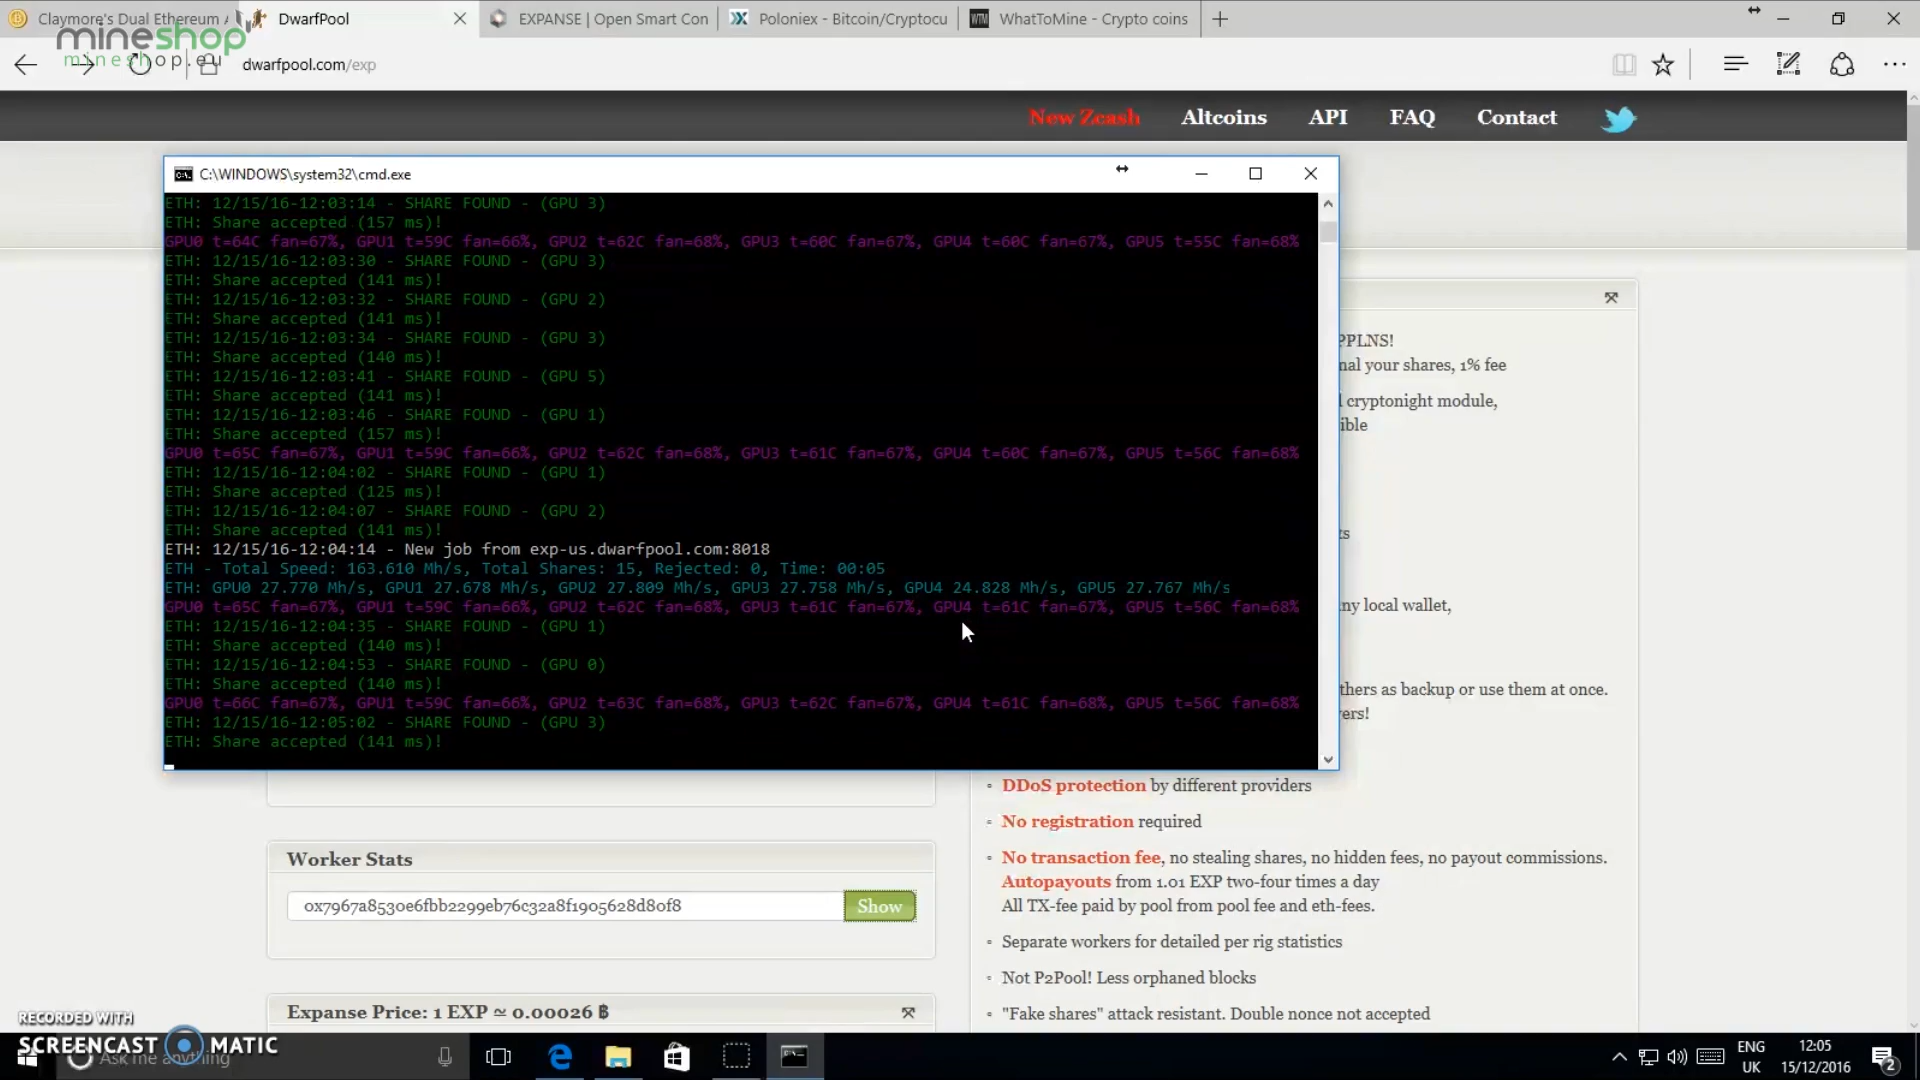 Claymore's Dual Ethereum A
DwarfPool
EXPANSE | Open Smart Con
Poloniex - Bitcoin/Cryptocu
WhatToMine - Crypto coins
mineshop
mineshop.eu
dwarfpool.com/exp
New Zcash
Altcoins
API
FAQ
Contact
C:\WINDOWS\system32\cmd.exe
ETH: 12/15/16-12:03:14 - SHARE FOUND - (GPU 3)
ETH: Share accepted (157 ms)!
GPU0 t=64C fan=67%, GPU1 t=59C fan=66%, GPU2 t=62C fan=68%, GPU3 t=60C fan=67%, GPU4 t=60C fan=67%, GPU5 t=55C fan=68%
ETH: 12/15/16-12:03:30 - SHARE FOUND - (GPU 3)
ETH: Share accepted (141 ms)!
ETH: 12/15/16-12:03:32 - SHARE FOUND - (GPU 2)
ETH: Share accepted (141 ms)!
ETH: 12/15/16-12:03:34 - SHARE FOUND - (GPU 3)
ETH: Share accepted (140 ms)!
ETH: 12/15/16-12:03:41 - SHARE FOUND - (GPU 5)
ETH: Share accepted (141 ms)!
ETH: 12/15/16-12:03:46 - SHARE FOUND - (GPU 1)
ETH: Share accepted (157 ms)!
GPU0 t=65C fan=67%, GPU1 t=59C fan=66%, GPU2 t=62C fan=68%, GPU3 t=61C fan=67%, GPU4 t=60C fan=67%, GPU5 t=56C fan=68%
ETH: 12/15/16-12:04:02 - SHARE FOUND - (GPU 1)
ETH: Share accepted (125 ms)!
ETH: 12/15/16-12:04:07 - SHARE FOUND - (GPU 2)
ETH: Share accepted (141 ms)!
ETH: 12/15/16-12:04:14 - New job from exp-us.dwarfpool.com:8018
ETH - Total Speed: 163.610 Mh/s, Total Shares: 15, Rejected: 0, Time: 00:05
ETH: GPU0 27.770 Mh/s, GPU1 27.678 Mh/s, GPU2 27.809 Mh/s, GPU3 27.758 Mh/s, GPU4 24.828 Mh/s, GPU5 27.767 Mh/s
GPU0 t=65C fan=67%, GPU1 t=59C fan=66%, GPU2 t=62C fan=68%, GPU3 t=61C fan=67%, GPU4 t=61C fan=67%, GPU5 t=56C fan=68%
ETH: 12/15/16-12:04:35 - SHARE FOUND - (GPU 1)
ETH: Share accepted (140 ms)!
ETH: 12/15/16-12:04:53 - SHARE FOUND - (GPU 0)
ETH: Share accepted (140 ms)!
GPU0 t=66C fan=67%, GPU1 t=59C fan=66%, GPU2 t=63C fan=68%, GPU3 t=62C fan=67%, GPU4 t=61C fan=68%, GPU5 t=56C fan=68%
ETH: 12/15/16-12:05:02 - SHARE FOUND - (GPU 3)
ETH: Share accepted (141 ms)!
PPLNS!
nal your shares, 1% fee
cryptonight module,
ible
s
ny local wallet,
thers as backup or use them at once.
ers!
DDoS protection by different providers
No registration required
No transaction fee, no stealing shares, no hidden fees, no payout commissions.
Autopayouts from 1.01 EXP two-four times a day
All TX-fee paid by pool from pool fee and eth-fees.
Separate workers for detailed per rig statistics
Not P2Pool! Less orphaned blocks
"Fake shares" attack resistant. Double nonce not accepted
Worker Stats
0x7967a8530e6fbb2299eb76c32a8f1905628d80f8
Show
Expanse Price: 1 EXP ≃ 0.00026 ฿
RECORDED WITH
SCREENCAST MATIC
Ask me anything
ENG
UK
12:05
15/12/2016
2